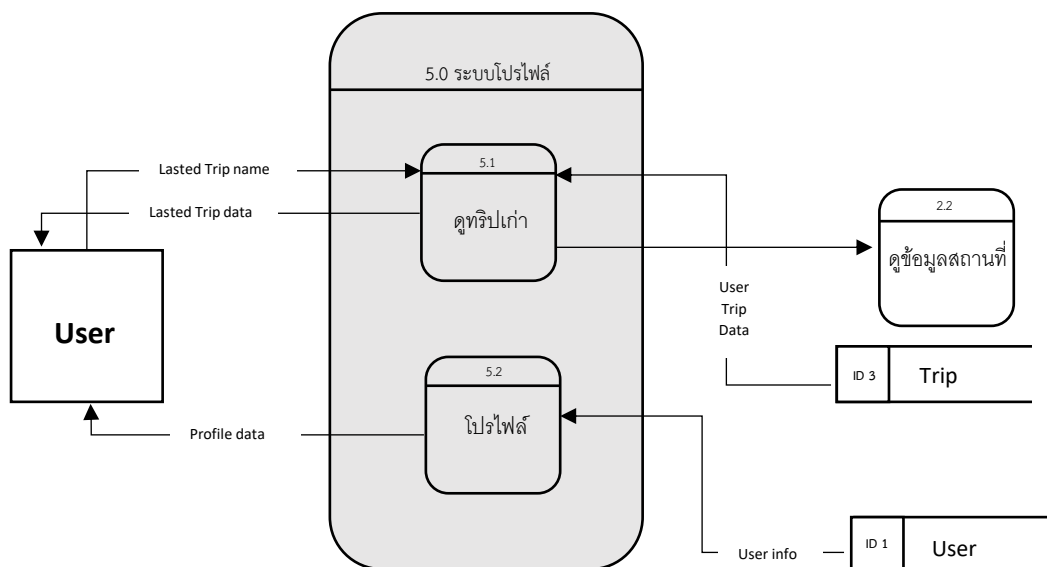 5.0 ระบบโปรไฟล์
5.1
ดูทริปเก่า
Lasted Trip name
Lasted Trip data
2.2
ดูข้อมูลสถานที่
User
Trip
Data
User
ID 3
Trip
5.2
โปรไฟล์
Profile data
User info
ID 1
User